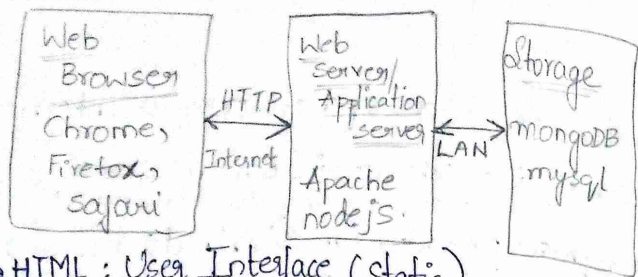 Web
Browser
Chrome,
Firefox,
Safari
HTTP
Internet
Web
Server/
Application
server
Apache
nodejs.
LAN
Storage
mongoDB
mysql
HTML : User Interface (static)